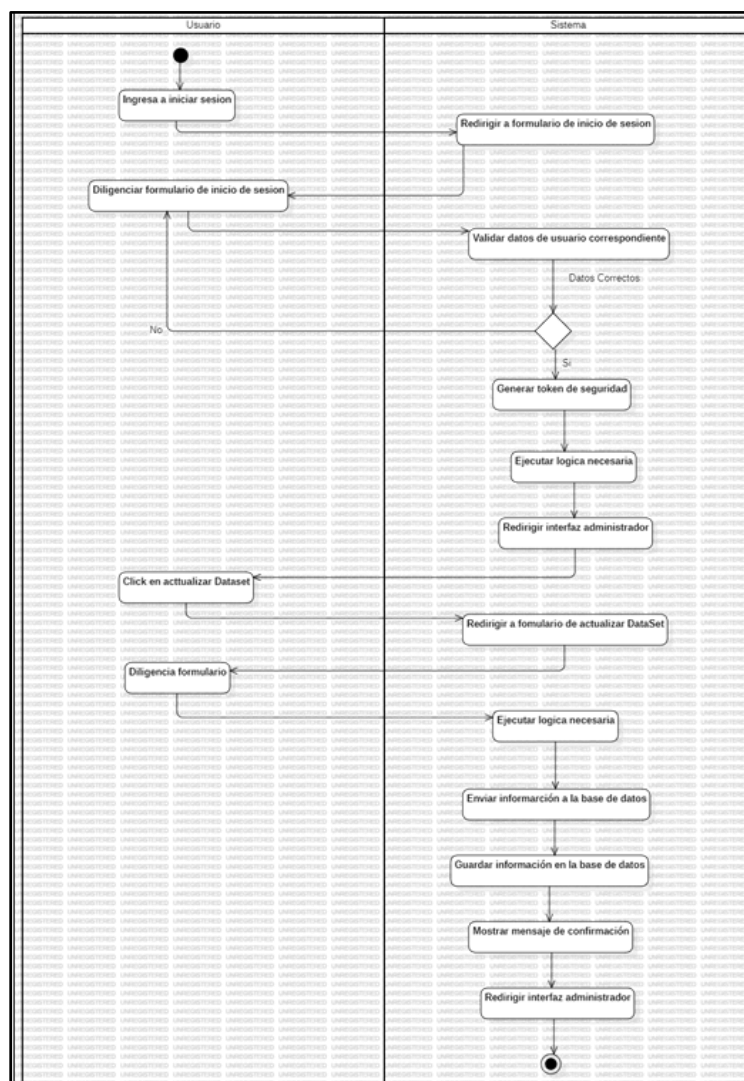 Usuario
Sistema
Ingresa a iniciar sesion
Redirigir a formulario de inicio de sesion
Diligenciar formulario de inicio de sesion
Validar datos de usuario correspondiente
Datos Correctos
No
Si
Generar token de seguridad
Ejecutar logica necesaria
Redirigir interfaz administrador
Click en acttualizar Dataset
Redirigir a fomulario de actualizar DataSet
Diligencia formulario
Ejecutar logica necesaria
Enviar informarción a la base de datos
Guardar información en la base de datos
Mostrar mensaje de confirmación
Redirigir interfaz administrador